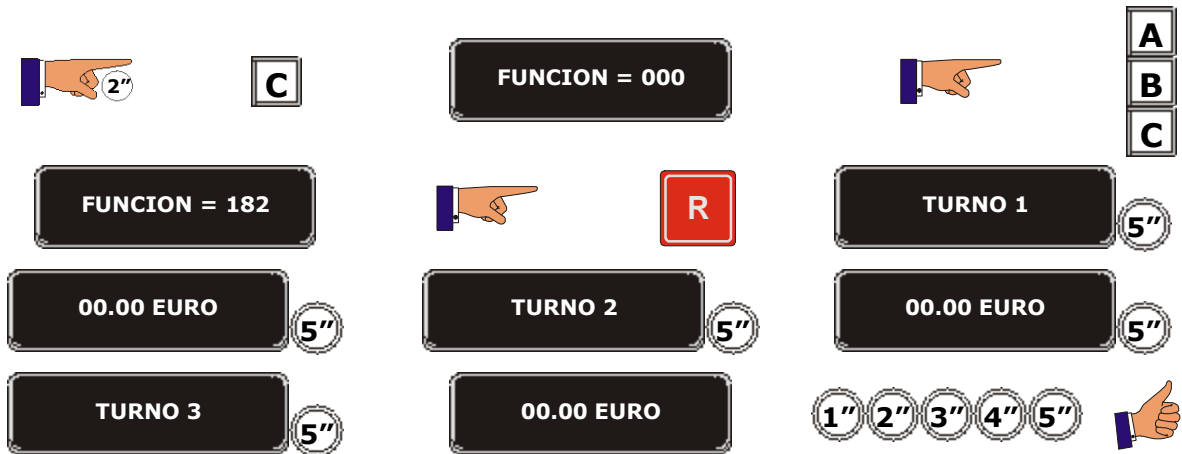 2”
C
FUNCION = 000
A
B
C
FUNCION = 182
R
TURNO 1
5”
00.00 EURO
5”
TURNO 2
5”
00.00 EURO
5”
TURNO 3
5”
00.00 EURO
1” 2” 3” 4” 5”